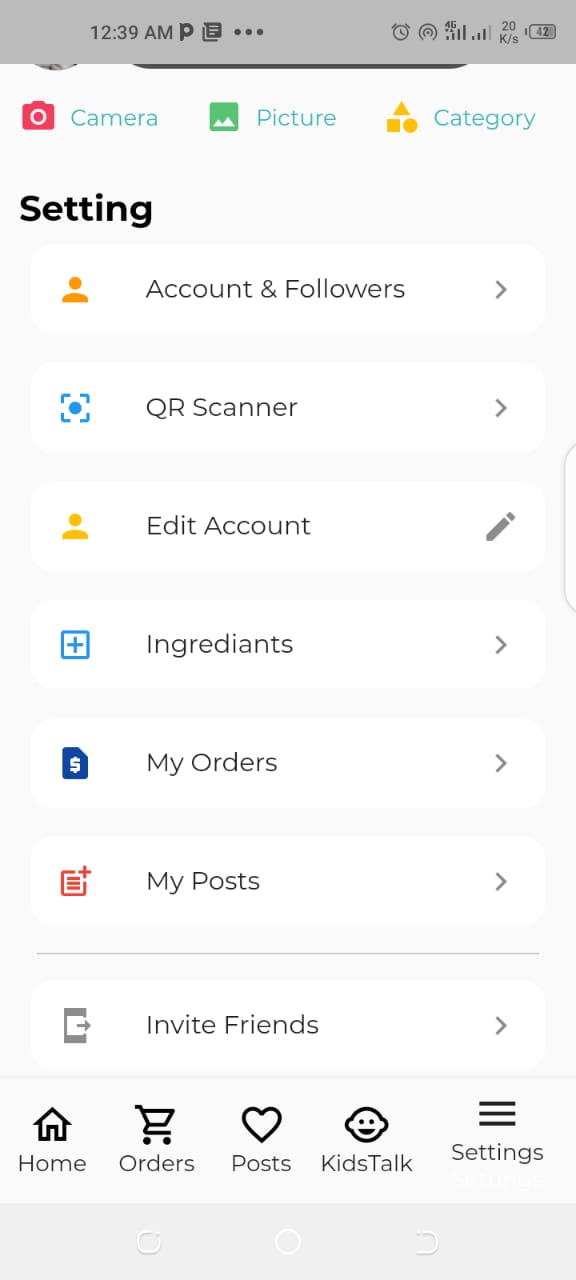 12:39 AM
4G
20
K/s
42
Camera Picture Category
Setting
Account & Followers
QR Scanner
Edit Account
Ingrediants
My Orders
My Posts
Invite Friends
Home Orders Posts KidsTalk Settings
Settings